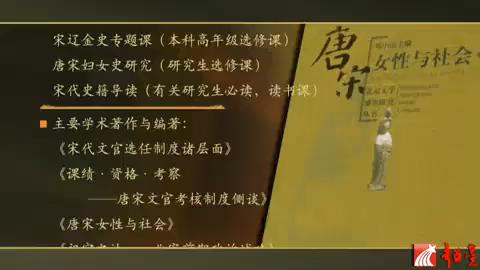 宋辽金史专题课（本科高年级选修课）
唐宋妇女史研究（研究生选修课）
宋代史籍导读（有关研究生必读、读书课）
主要学术著作与编著：
《宋代文官选任制度诸层面》
《课绩·资格·考察
——唐宋文官考核制度侧谈》
《唐宋女性与社会》
唐宋
女性与社会